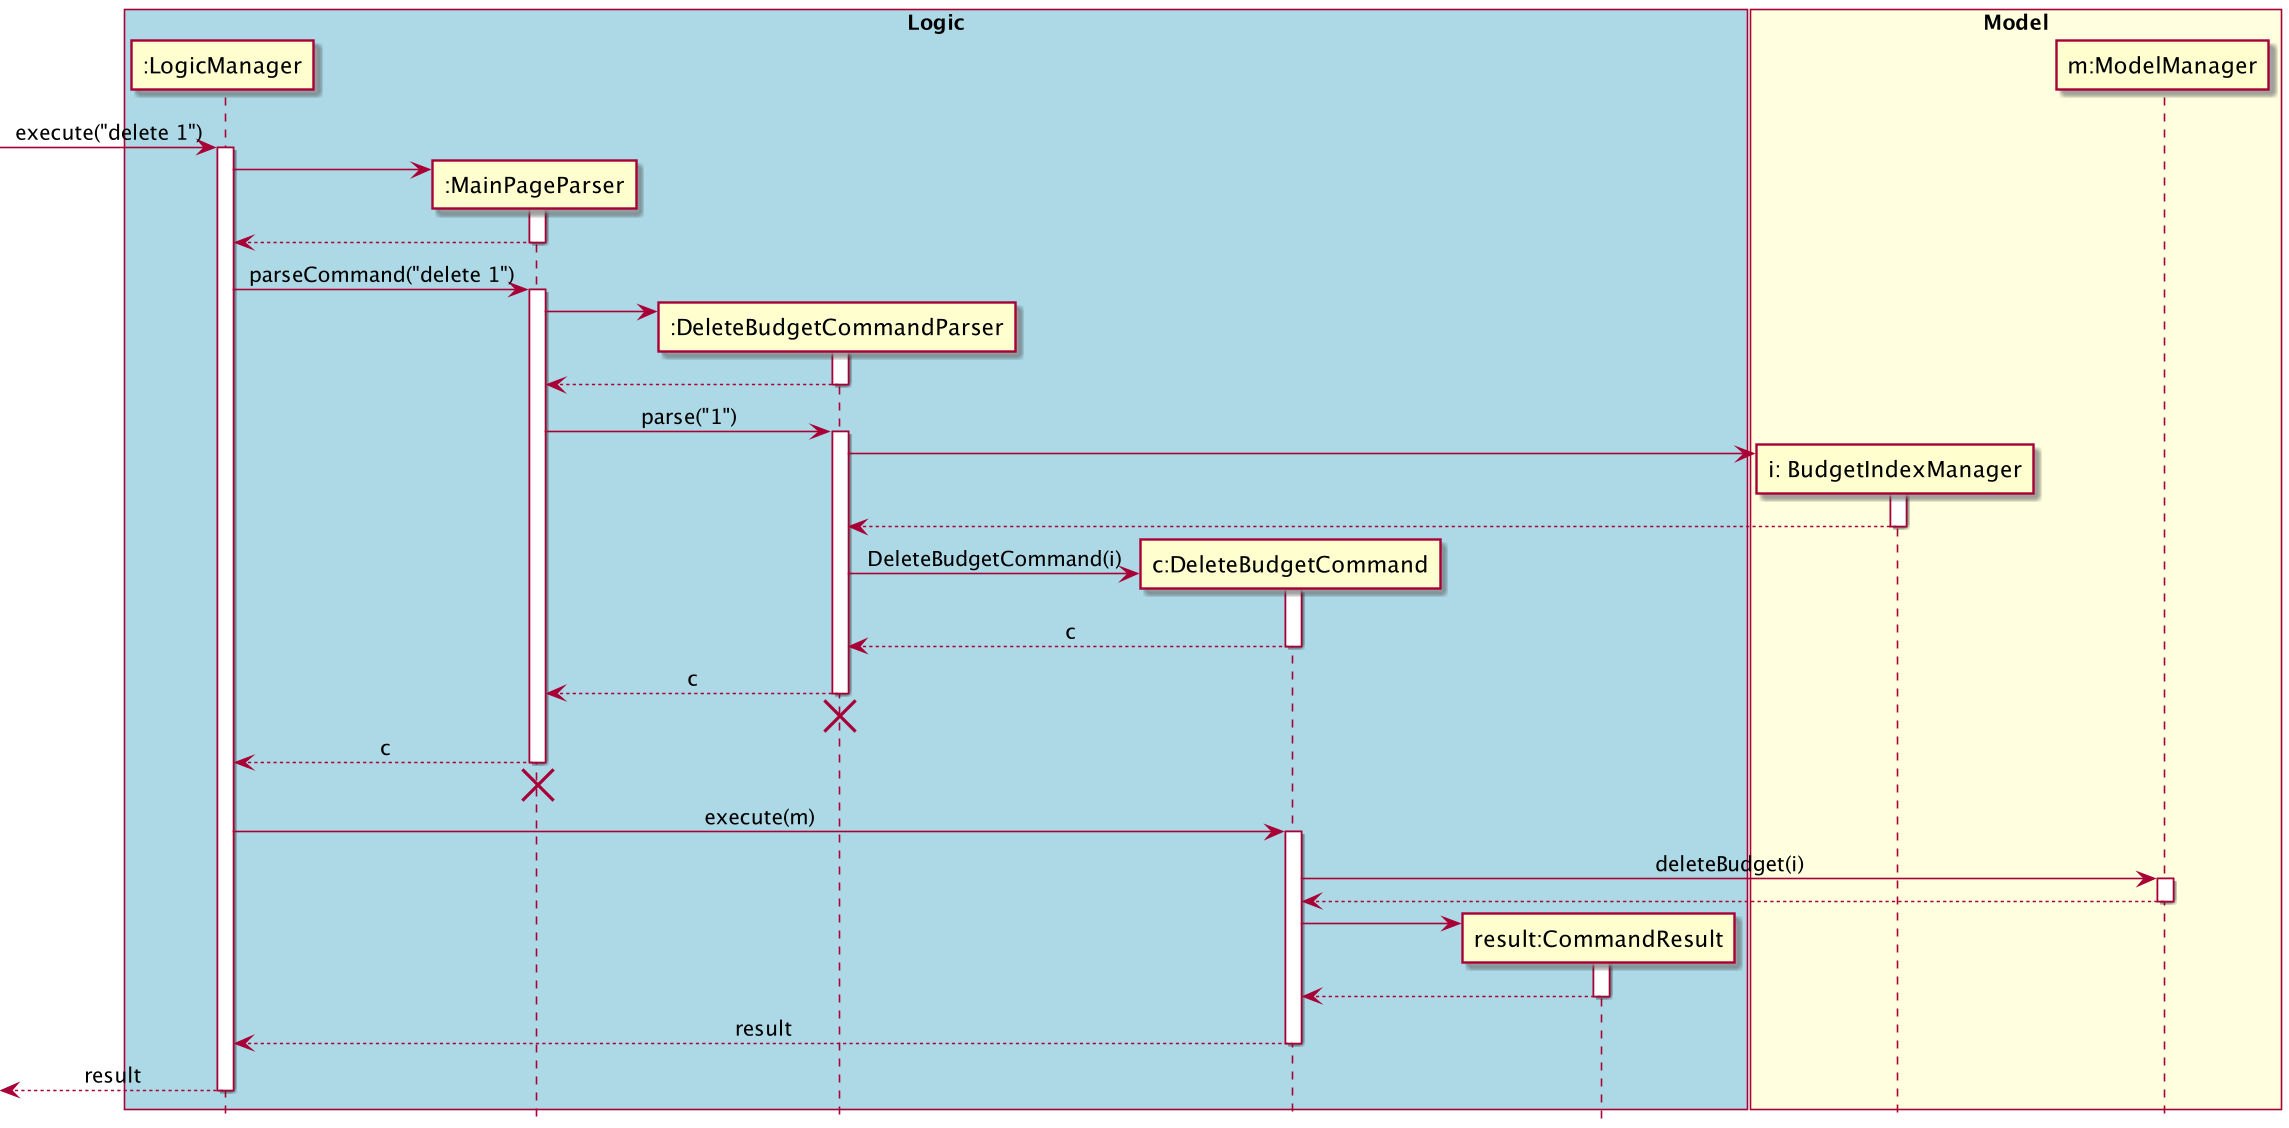 Logic
Model
:LogicManager
m:ModelManager
execute("delete 1")
:MainPageParser
parseCommand("delete 1")
:DeleteBudgetCommandParser
parse("1")
i: BudgetIndexManager
DeleteBudgetCommand(i)
c:DeleteBudgetCommand
c
c
c
execute(m)
deleteBudget(i)
result:CommandResult
result
result